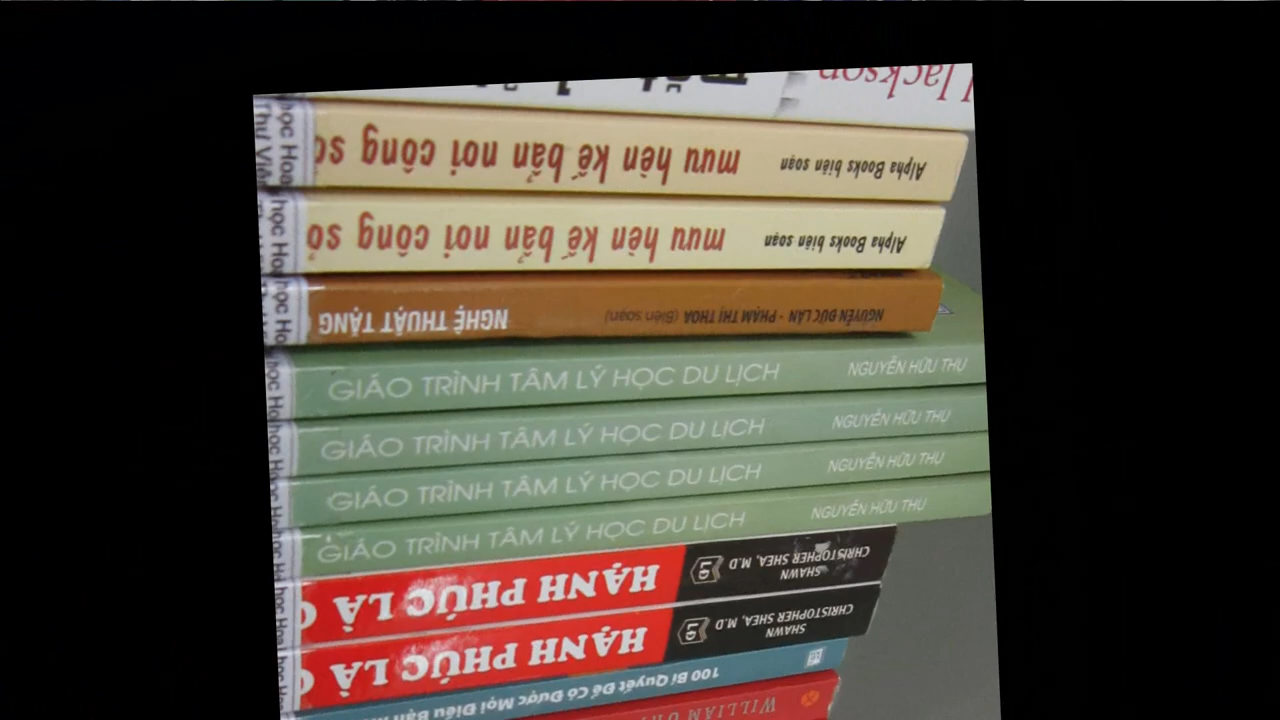 Jackson
mưu hèn kế bẩn nơi công sở
Alpha Books biên soạn
mưu hèn kế bẩn nơi công sở
Alpha Books biên soạn
NGHỆ THUẬT TẶNG
NGUYỄN ĐỨC LÂN - PHẠM THỊ THOA (Biên soạn)
GIÁO TRÌNH TÂM LÝ HỌC DU LỊCH
NGUYỄN HỮU THỤ
GIÁO TRÌNH TÂM LÝ HỌC DU LỊCH
NGUYỄN HỮU THỤ
GIÁO TRÌNH TÂM LÝ HỌC DU LỊCH
NGUYỄN HỮU THỤ
GIÁO TRÌNH TÂM LÝ HỌC DU LỊCH
NGUYỄN HỮU THỤ
HẠNH PHÚC LÀ
LĐ
SHAWN
CHRISTOPHER SHEA, M.D
HẠNH PHÚC LÀ
LĐ
SHAWN
CHRISTOPHER SHEA, M.D
100 Bí Quyết Để Có Được Mọi Điều Bạn
WILLIAM